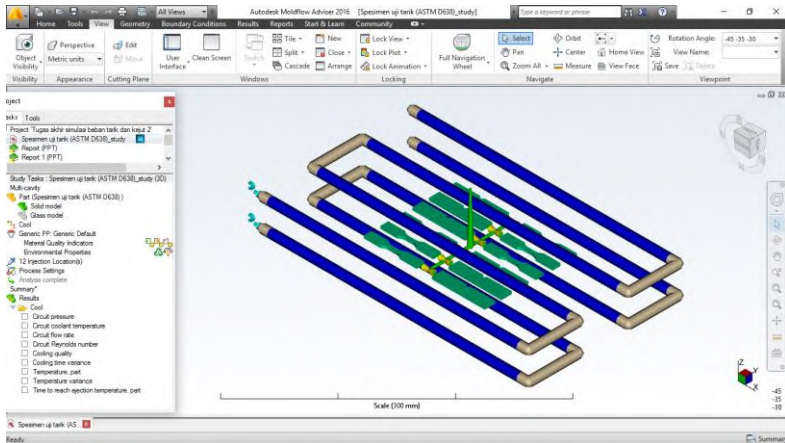 All Views
Autodesk Moldflow Adviser 2016 [Spesimen uji tarik (ASTM D638)_study]
Type a keyword or phrase
Home Tools View Geometry Boundary Conditions Results Reports Start & Learn Community
Perspective
Metric units
Edit
Move
Object Visibility
User Interface
Clean Screen
Switch
Tile
Split
Cascade
New
Close
Arrange
Lock View
Lock Plot
Lock Animation
Full Navigation Wheel
Select
Pan
Zoom All
Orbit
Center
Measure
Home View
View Face
Rotation Angle: -45 -35 -30
View Name:
Save
Delete
Visibility Appearance Cutting Plane Windows Locking Navigate Viewpoint
oject
asks Tools
Project 'Tugas akhir simulasi beban tarik dan kejut 2'
Spesimen uji tarik (ASTM D638)_study
Report (PPT)
Report 1 (PPT)
Study Tasks : Spesimen uji tarik (ASTM D638)_study (3D)
Multi-cavity
Part (Spesimen uji tarik (ASTM D638) )
Solid model
Glass model
Cool
Generic PP: Generic Default
Material Quality Indicators
Environmental Properties
12 Injection Location(s)
Process Settings
Analysis complete
Summary*
Results
Cool
Circuit pressure
Circuit coolant temperature
Circuit flow rate
Circuit Reynolds number
Cooling quality
Cooling time variance
Temperature, part
Temperature variance
Time to reach ejection temperature, part
Scale (300 mm)
Z
Y
X
-45
-35
-30
Spesimen uji tarik (AS..
Ready
Summar